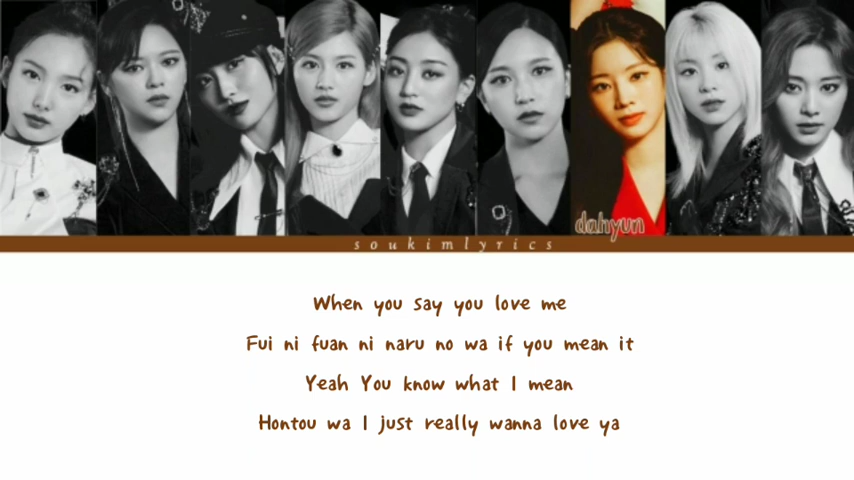 dahyun
soukimlyrics
When you say you love me
Fui ni fuan ni naru no wa if you mean it
Yeah You know what I mean
Hontou wa I just really wanna love ya